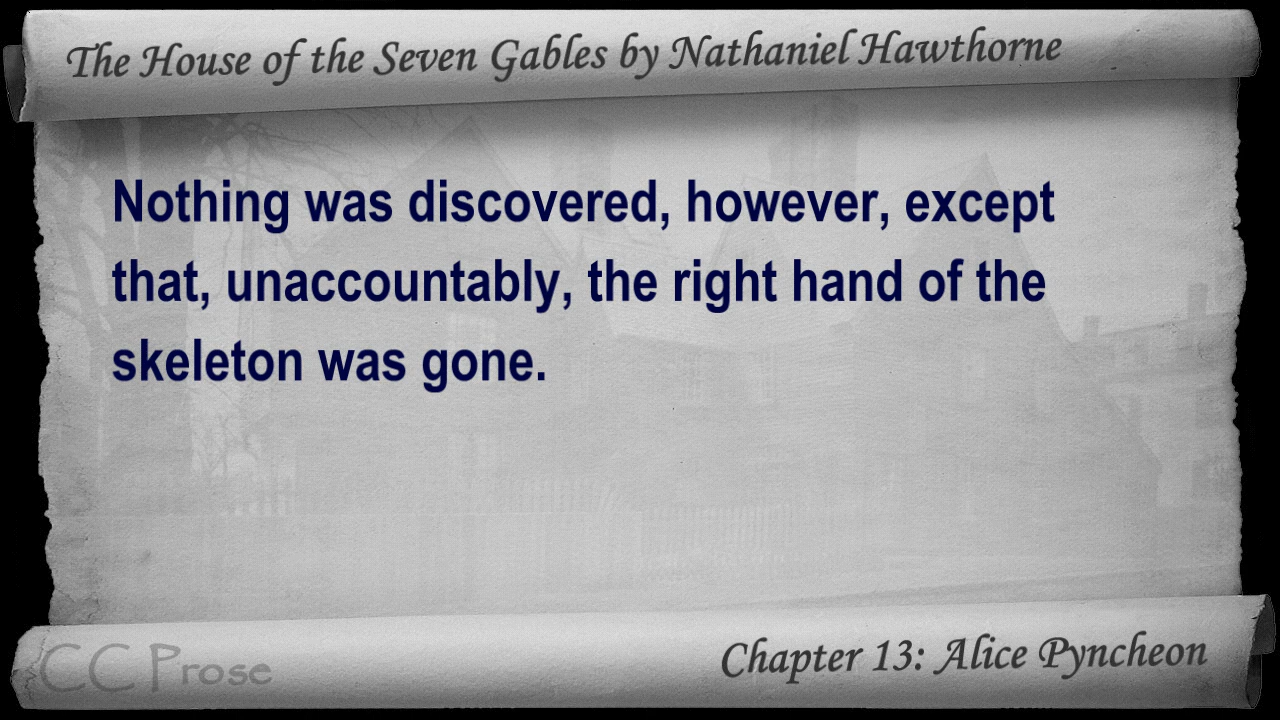 The House of the Seven Gables by Nathaniel Hawthorne
Nothing was discovered, however, except
that, unaccountably, the right hand of the
skeleton was gone.
CC Prose
Chapter 13: Alice Pyncheon